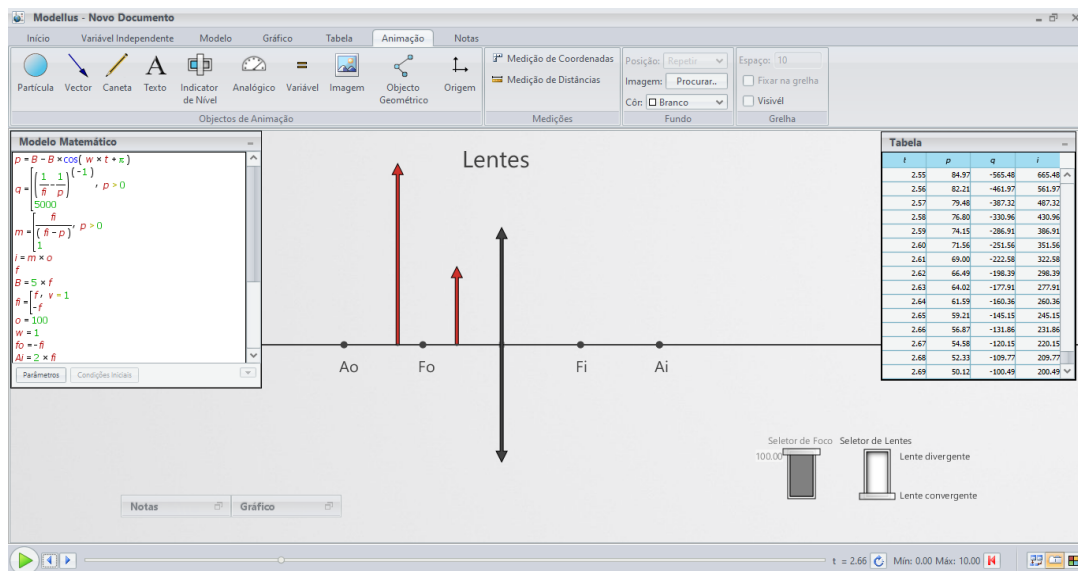 Modellus - Novo Documento
Início Variável Independente Modelo Gráfico Tabela Animação Notas
Partícula Vector Caneta Texto Indicator de Nível Analógico Variável Imagem Objecto Geométrico Origem
Objectos de Animação
Medição de Coordenadas
Medição de Distâncias
Medições
Posição: Repetir
Imagem: Procurar..
Côr: Branco
Fundo
Espaço: 10
Fixar na grelha
Visivél
Grelha
Modelo Matemático
p = B - B × cos( w × t + π )
q = [ ( 1/fi - 1/p )^(-1) , p > 0
5000
m = [ fi / ( fi - p ) , p > 0
1
i = m × o
f
B = 5 × f
fi = [ f , v = 1
-f
o = 100
w = 1
fo = -fi
Ai = 2 × fi
Parâmetros Condições Iniciais
Lentes
Ao Fo Fi Ai
Tabela
t p q i
2.55 84.97 -565.48 665.48
2.56 82.21 -461.97 561.97
2.57 79.48 -387.32 487.32
2.58 76.80 -330.96 430.96
2.59 74.15 -286.91 386.91
2.60 71.56 -251.56 351.56
2.61 69.00 -222.58 322.58
2.62 66.49 -198.39 298.39
2.63 64.02 -177.91 277.91
2.64 61.59 -160.36 260.36
2.65 59.21 -145.15 245.15
2.66 56.87 -131.86 231.86
2.67 54.58 -120.15 220.15
2.68 52.33 -109.77 209.77
2.69 50.12 -100.49 200.49
Seletor de Foco Seletor de Lentes
100.00 Lente divergente
Lente convergente
Notas Gráfico
t = 2.66 Mín: 0.00 Máx: 10.00